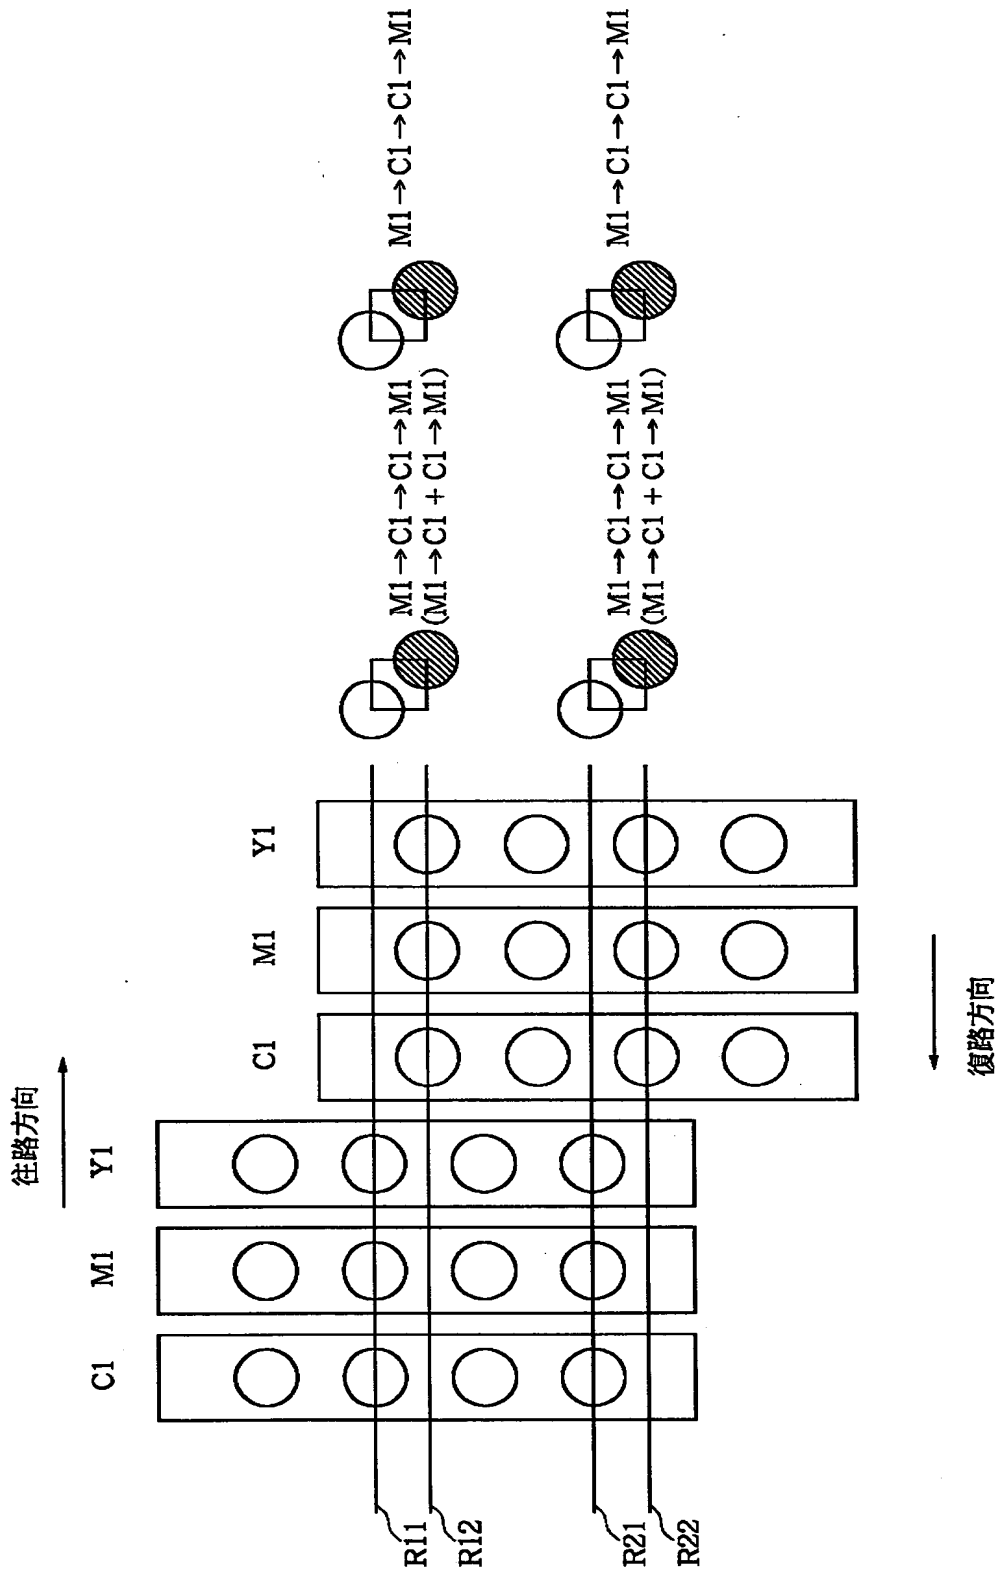 往路方向
C1 M1 Y1
C1 M1 Y1
M1→C1→C1→M1
(M1→C1 + C1→M1)
M1→C1→C1→M1
R11
R12
M1→C1→C1→M1
(M1→C1 + C1→M1)
M1→C1→C1→M1
R21
R22
復路方向